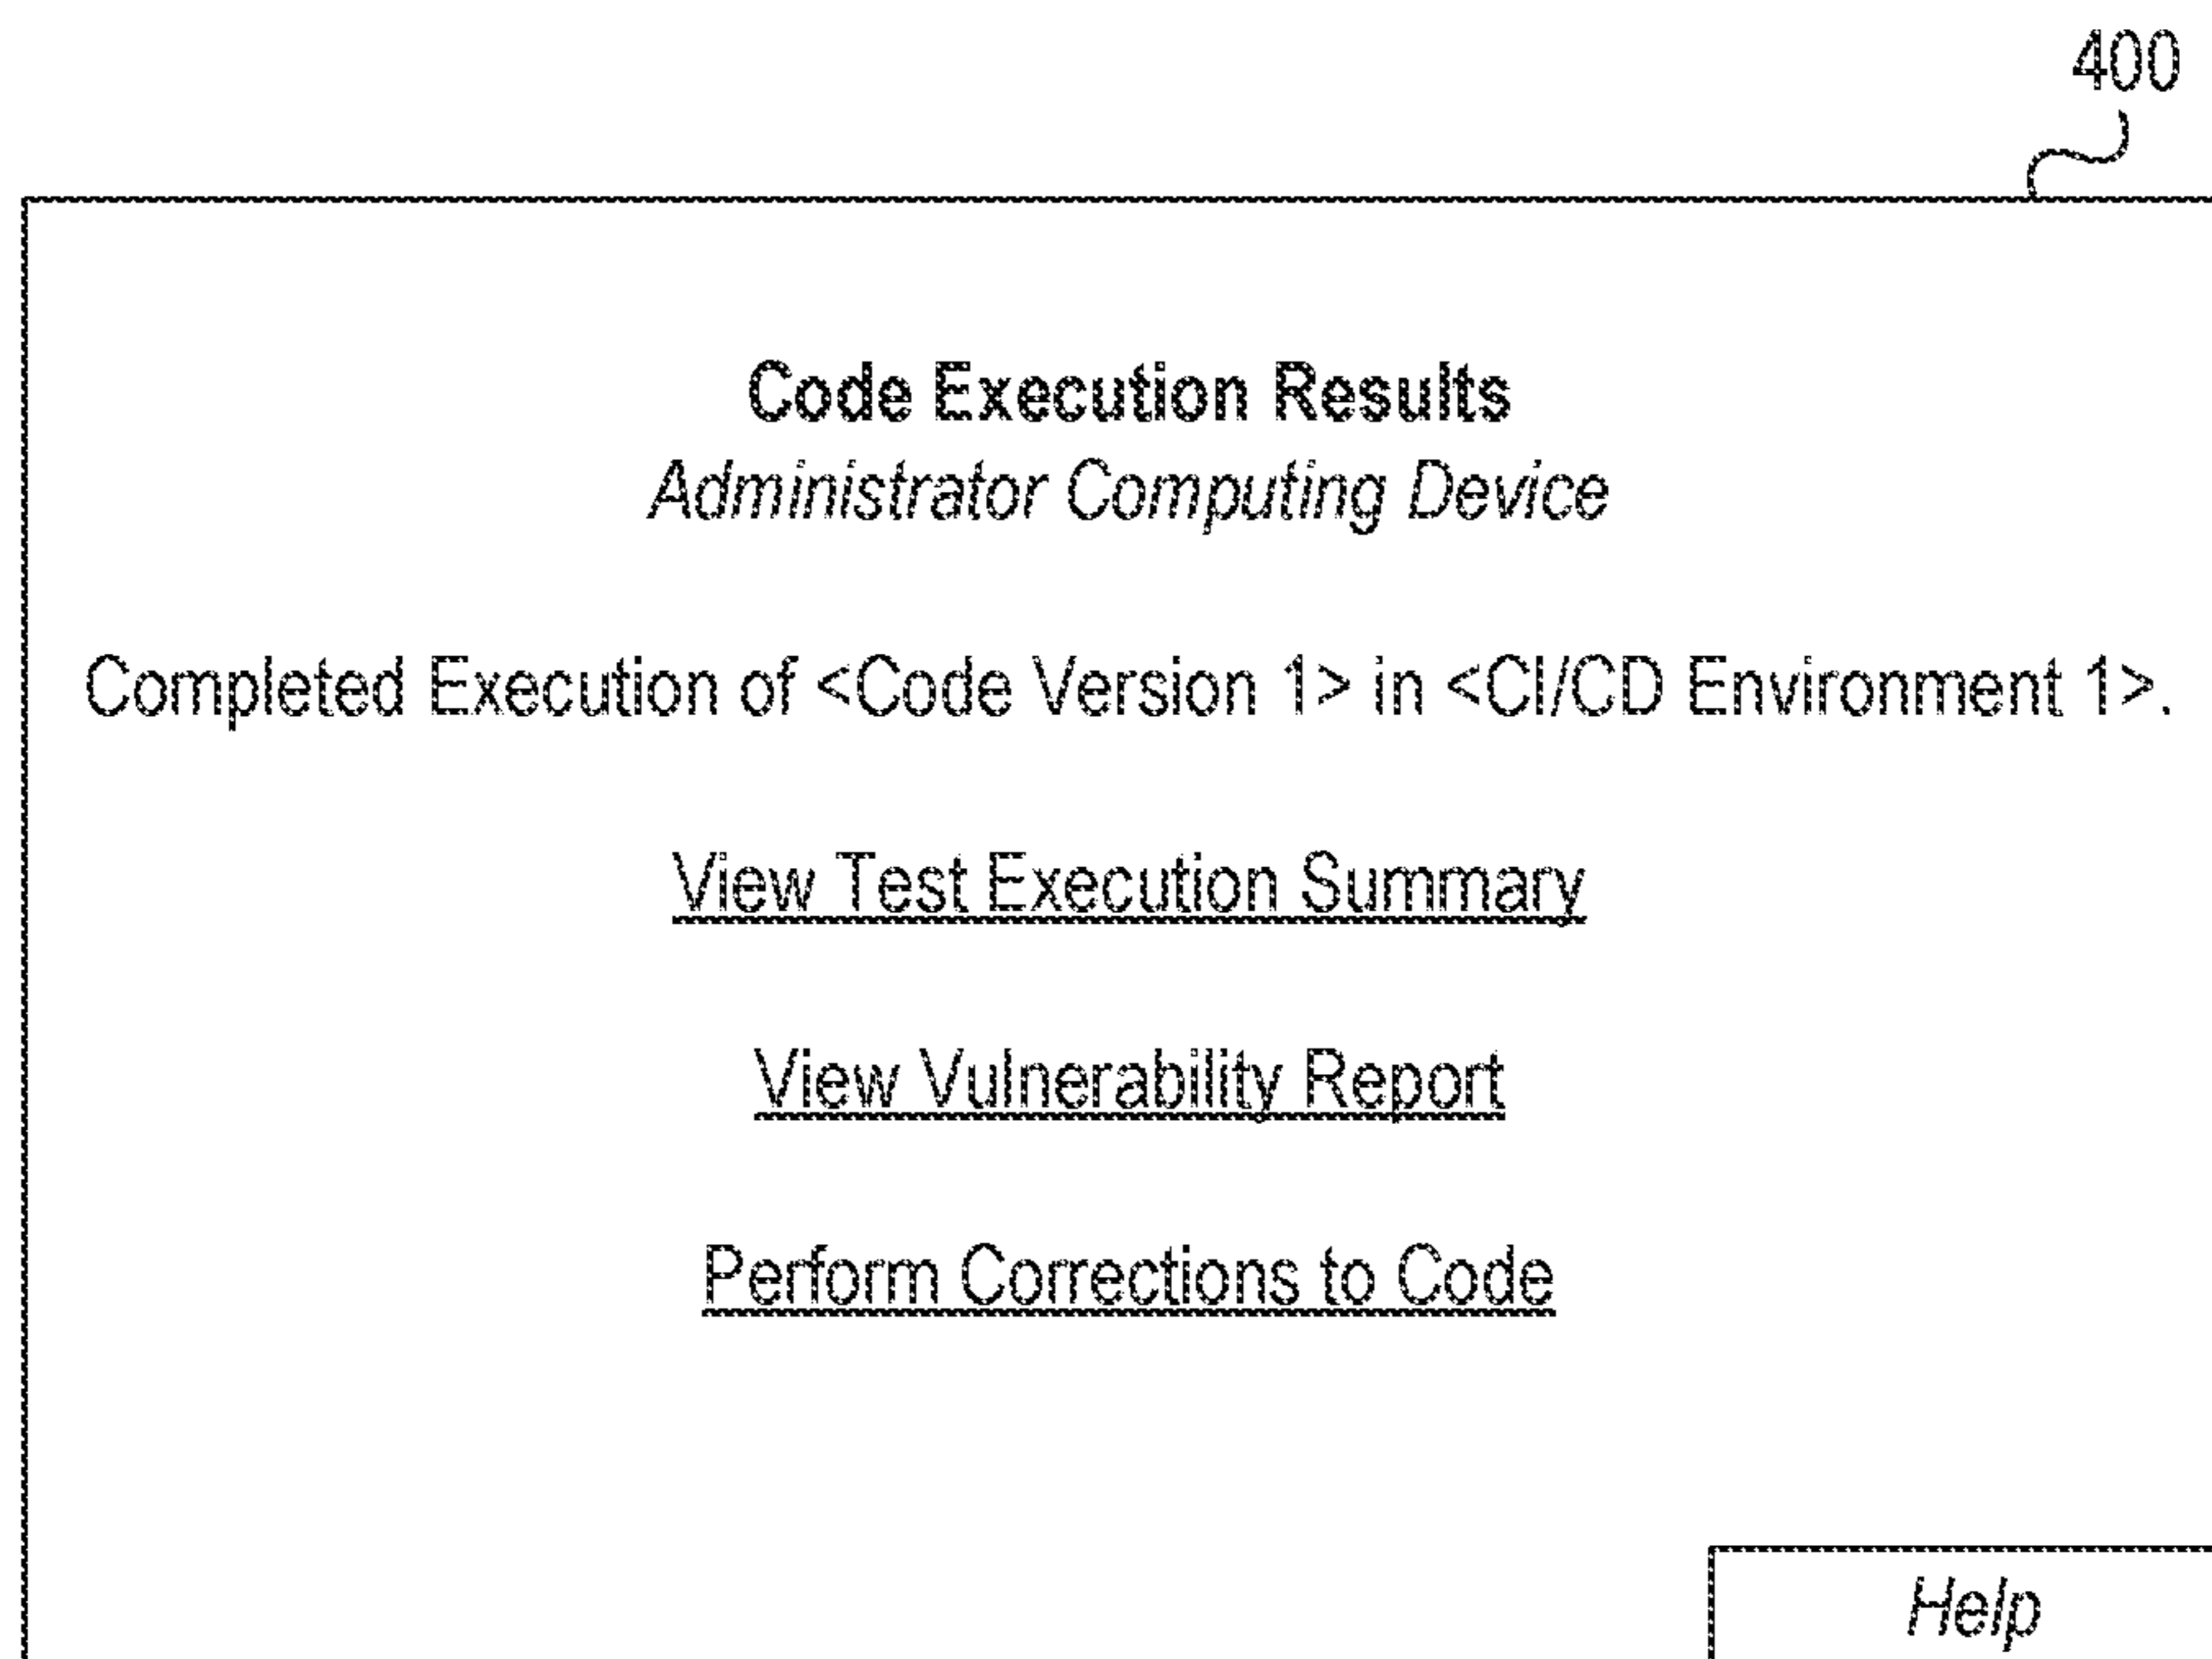 400
Code Execution Results
Administrator Computing Device
Completed Execution of <Code Version 1> in <CI/CD Environment 1>.
View Test Execution Summary
View Vulnerability Report
Perform Corrections to Code
Help